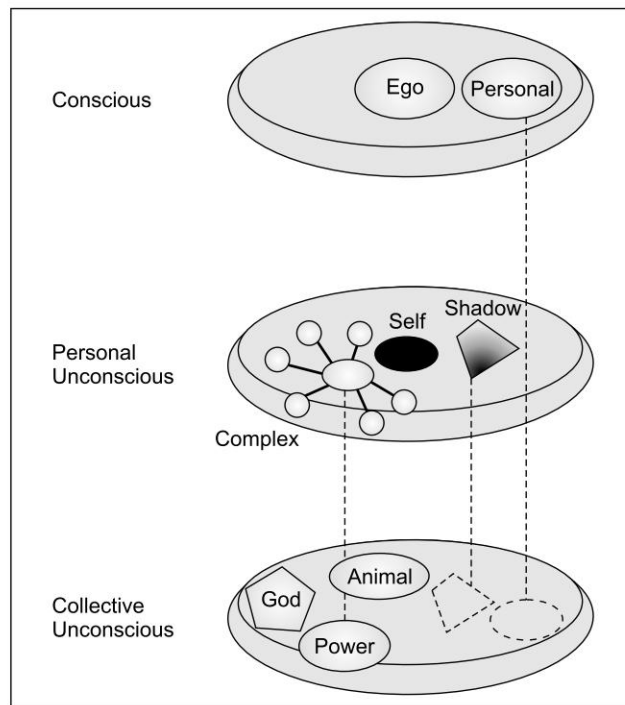 Conscious
Ego
Personal
Personal
Unconscious
Self
Shadow
Complex
Collective
Unconscious
God
Animal
Power